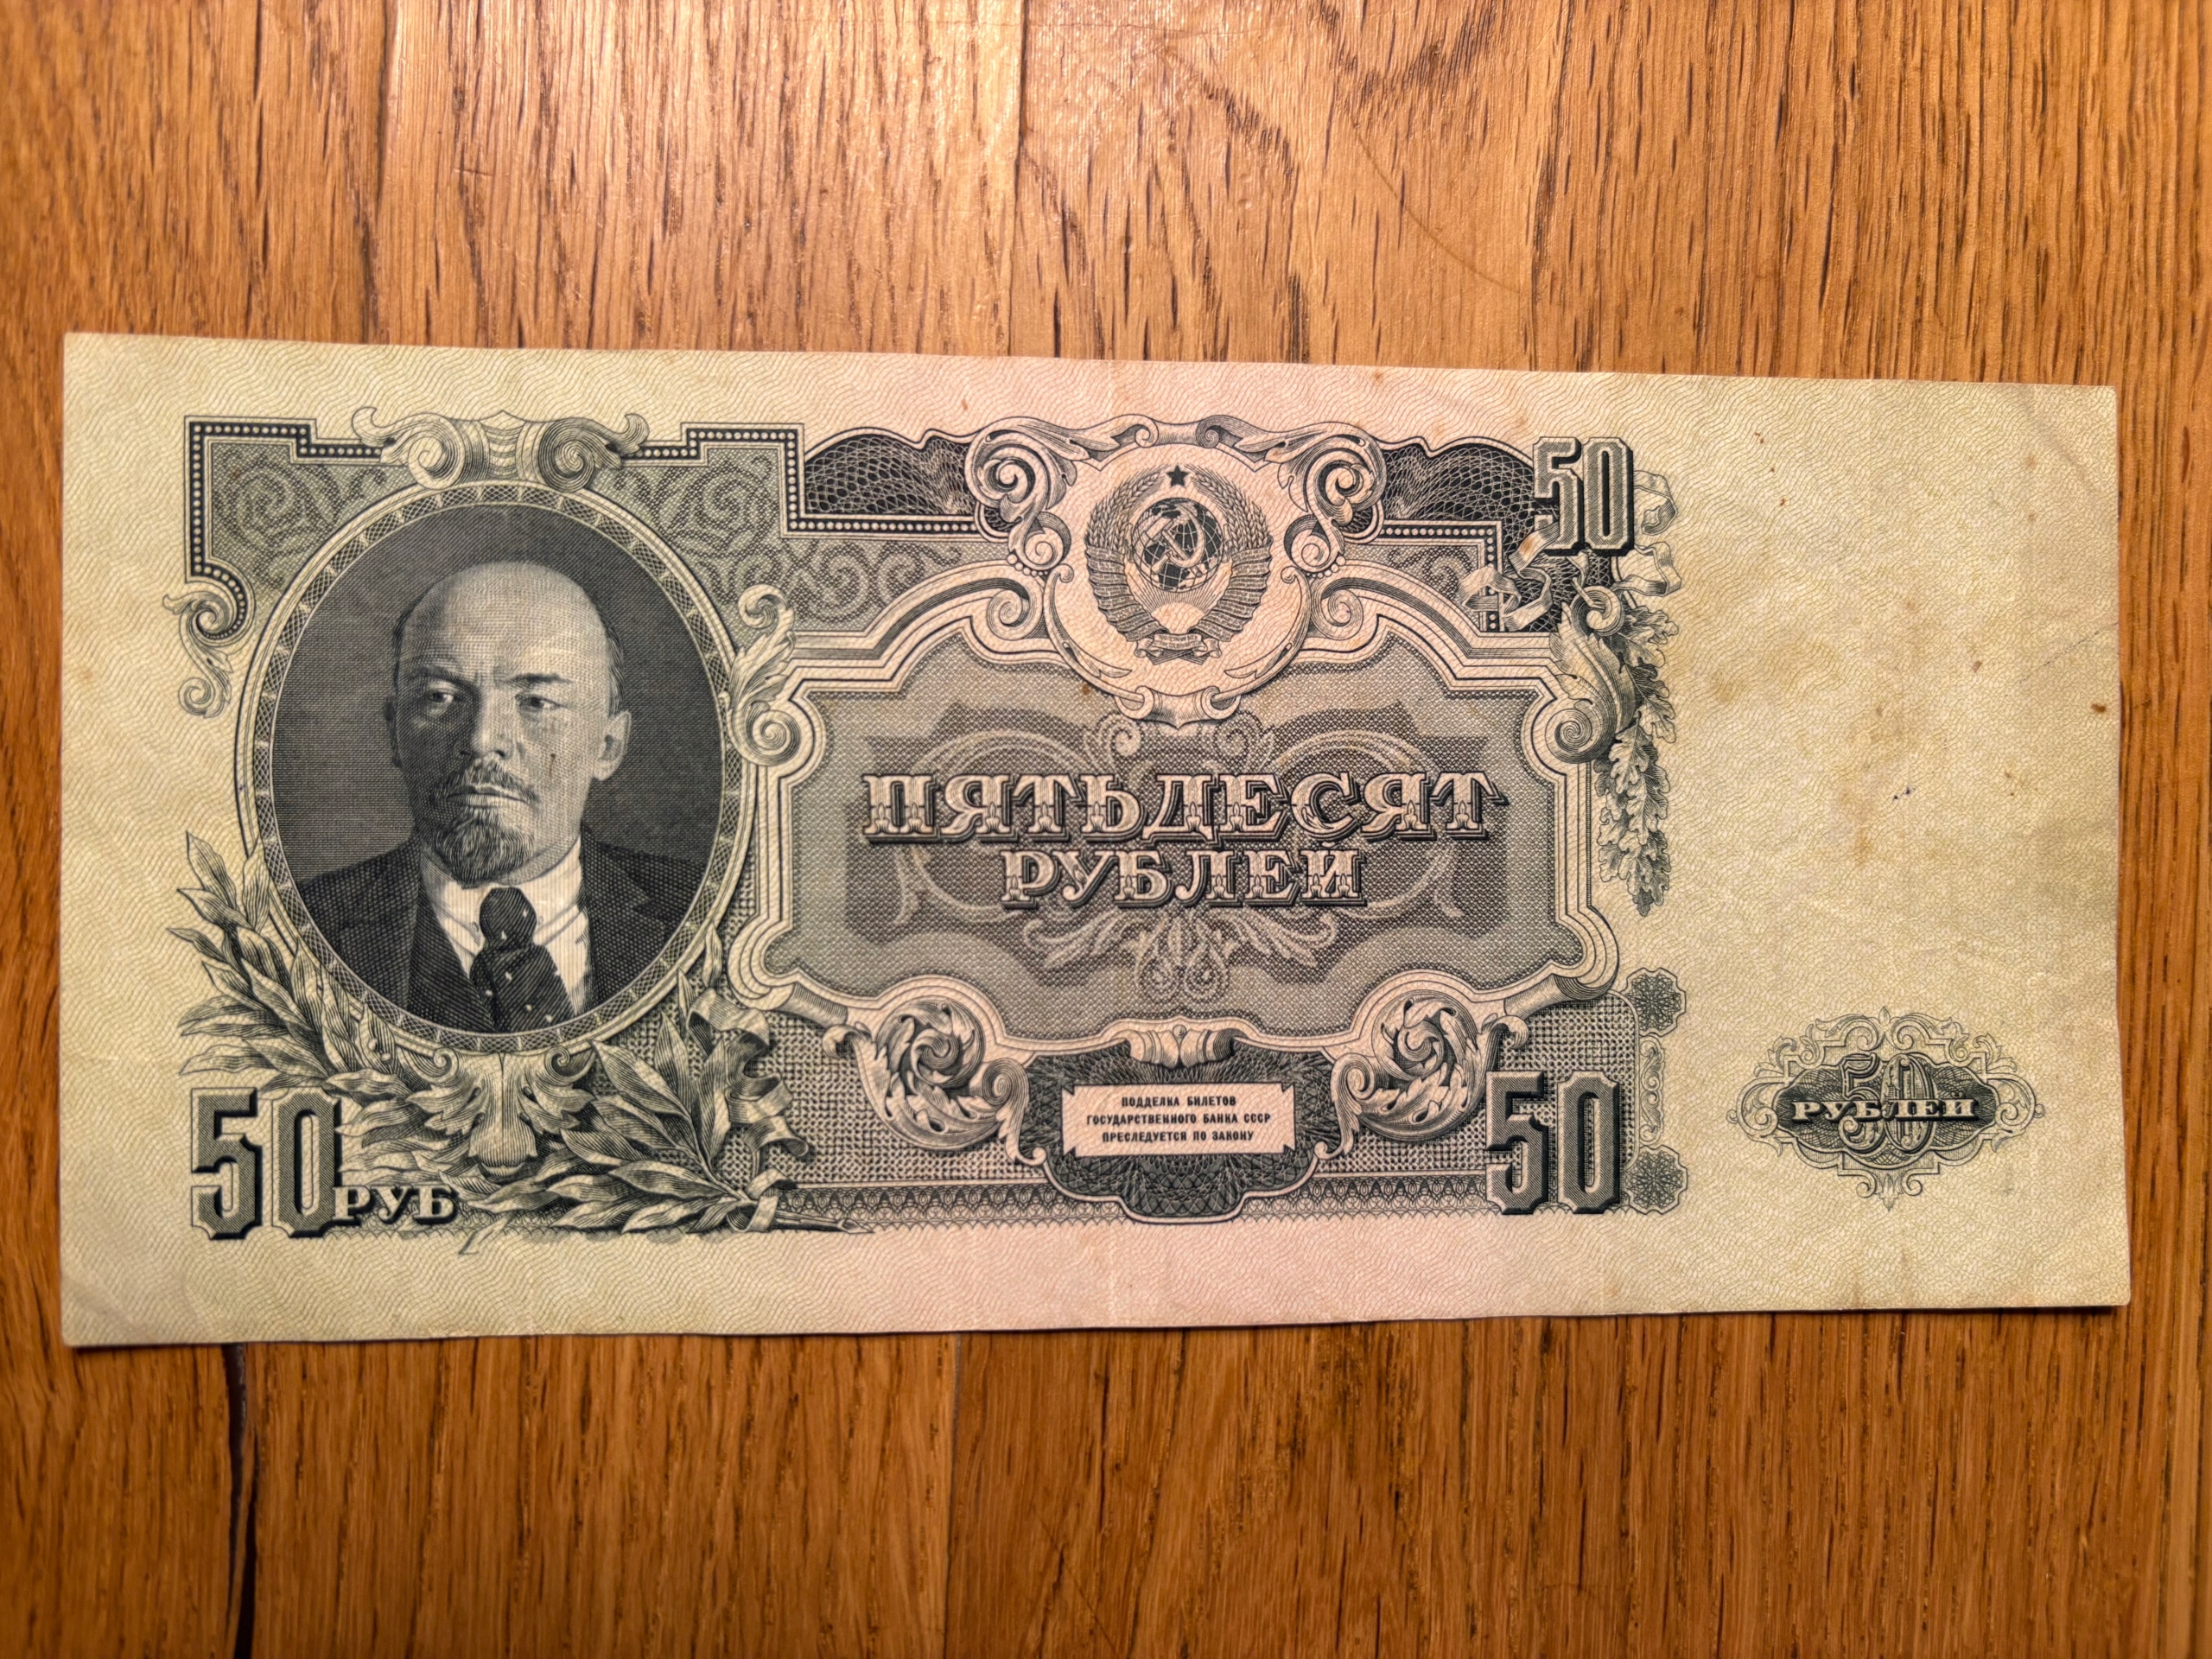 50
ПЯТЬДЕСЯТ
РУБЛЕЙ
ПОДДЕЛКА БИЛЕТОВ
ГОСУДАРСТВЕННОГО БАНКА СССР
ПРЕСЛЕДУЕТСЯ ПО ЗАКОНУ
50 РУБ
50
50
РУБЛЕЙ